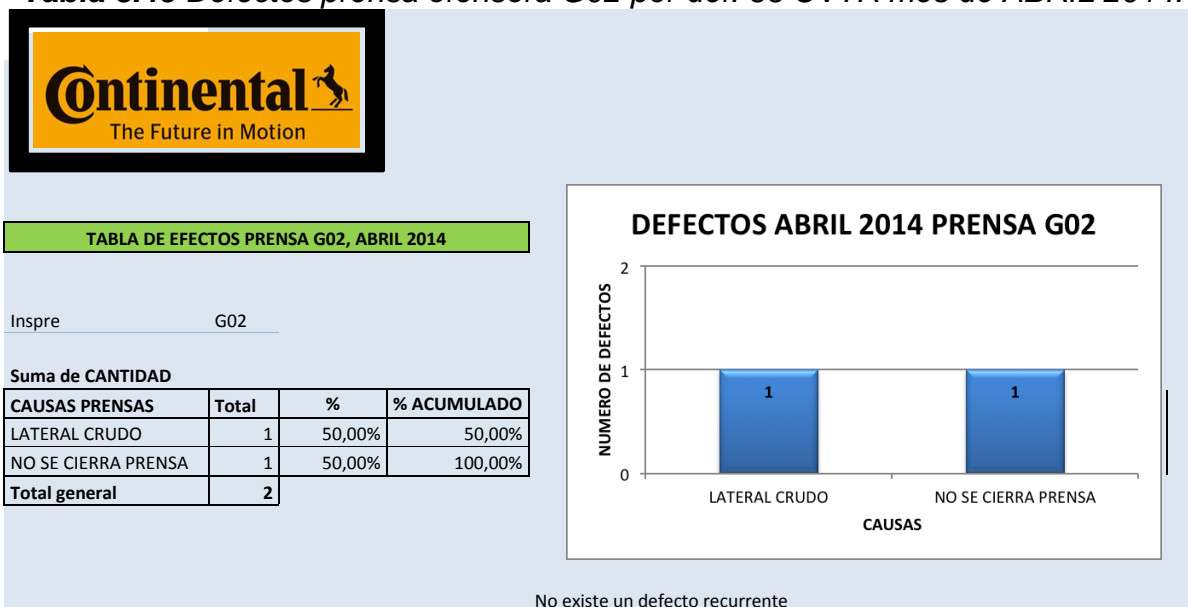 Continental
The Future in Motion
TABLA DE EFECTOS PRENSA G02, ABRIL 2014
Inspre G02
Suma de CANTIDAD
CAUSAS PRENSAS Total % % ACUMULADO
LATERAL CRUDO 1 50,00% 50,00%
NO SE CIERRA PRENSA 1 50,00% 100,00%
Total general 2
DEFECTOS ABRIL 2014 PRENSA G02
NUMERO DE DEFECTOS
2
1
0
1
1
LATERAL CRUDO
NO SE CIERRA PRENSA
CAUSAS
No existe un defecto recurrente